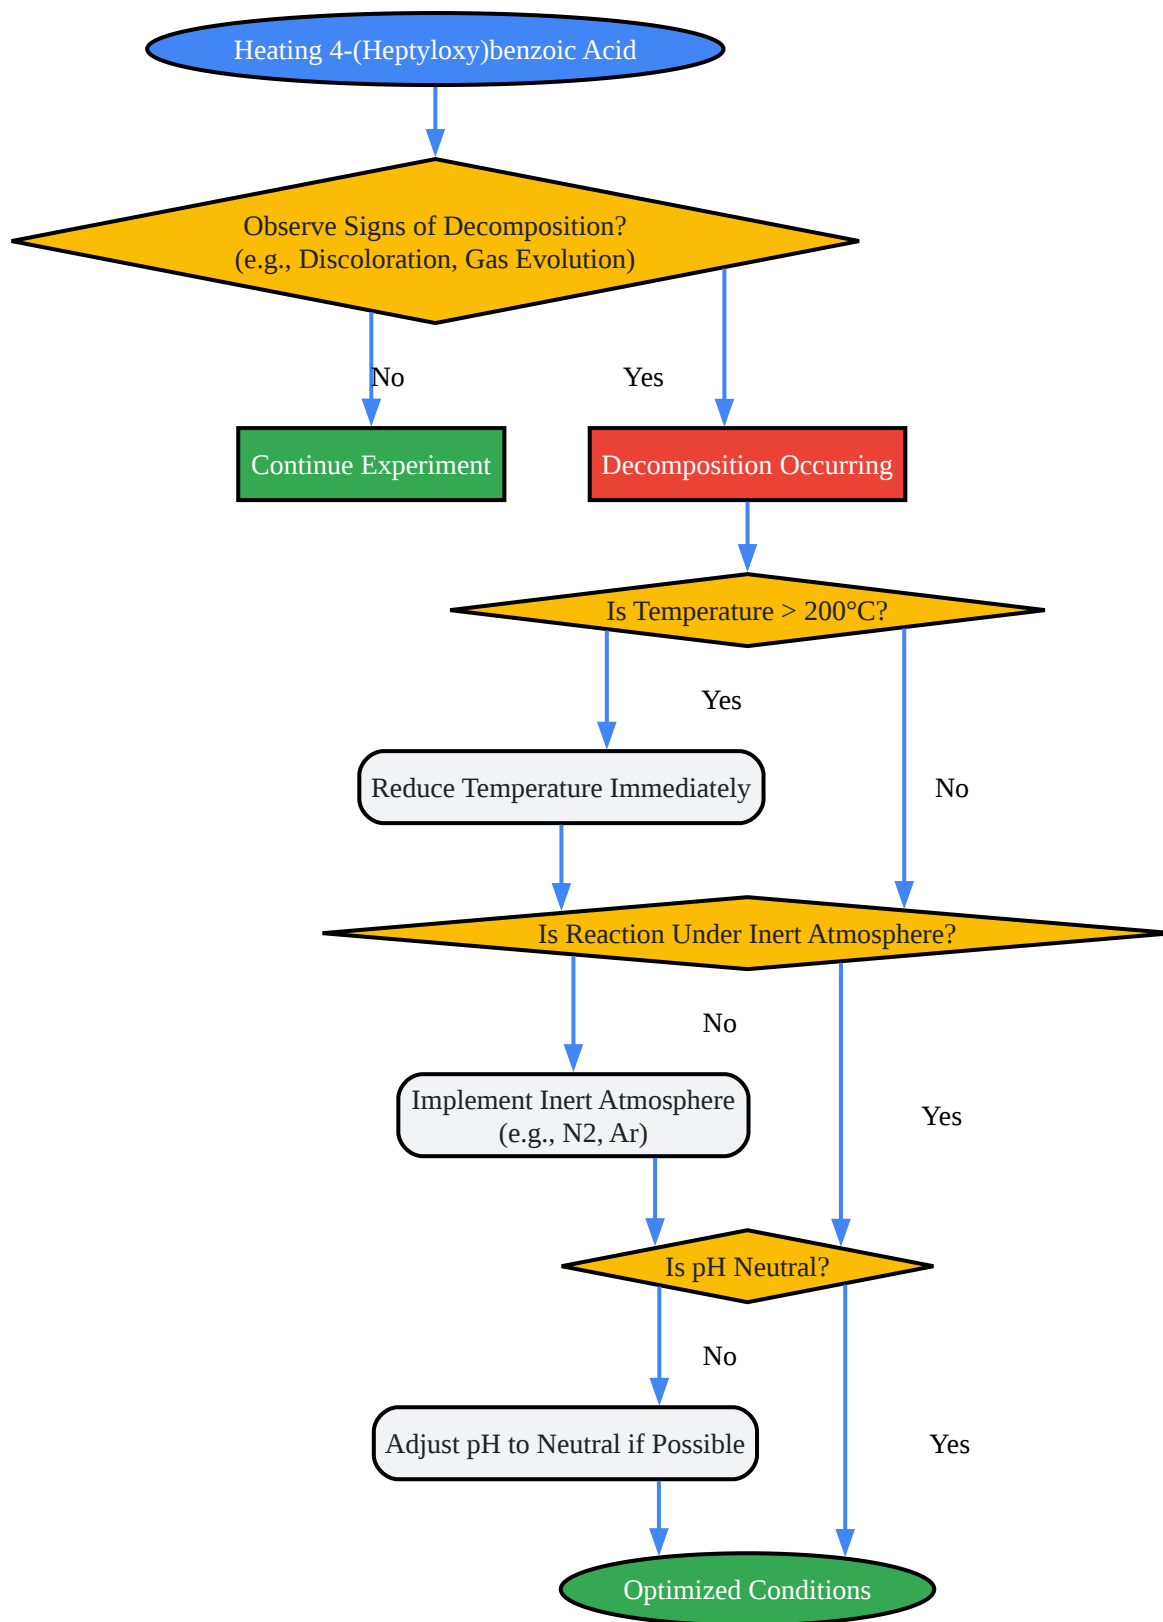 Heating 4-(Heptyloxy)benzoic Acid
Observe Signs of Decomposition?
(e.g., Discoloration, Gas Evolution)
No
Yes
Continue Experiment
Decomposition Occurring
Is Temperature > 200°C?
Yes
Reduce Temperature Immediately
No
Is Reaction Under Inert Atmosphere?
No
Implement Inert Atmosphere
(e.g., N2, Ar)
Yes
Is pH Neutral?
No
Adjust pH to Neutral if Possible
Yes
Optimized Conditions